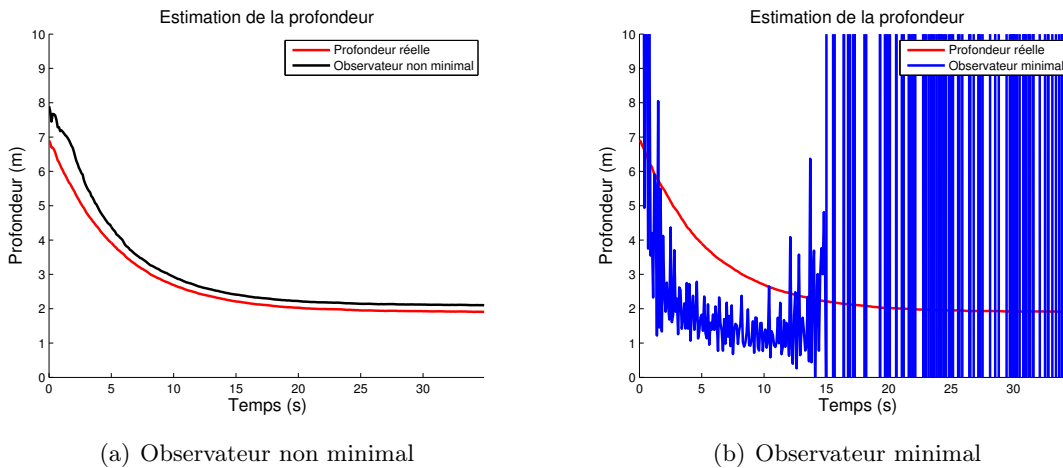 Estimation de la profondeur
Profondeur réelle
Observateur non minimal
Profondeur (m)
10
9
8
7
6
5
4
3
2
1
0
0 5 10 15 20 25 30
Temps (s)
(a) Observateur non minimal
Estimation de la profondeur
Profondeur réelle
Observateur minimal
Profondeur (m)
10
9
8
7
6
5
4
3
2
1
0
0 5 10 15 20 25 30
Temps (s)
(b) Observateur minimal